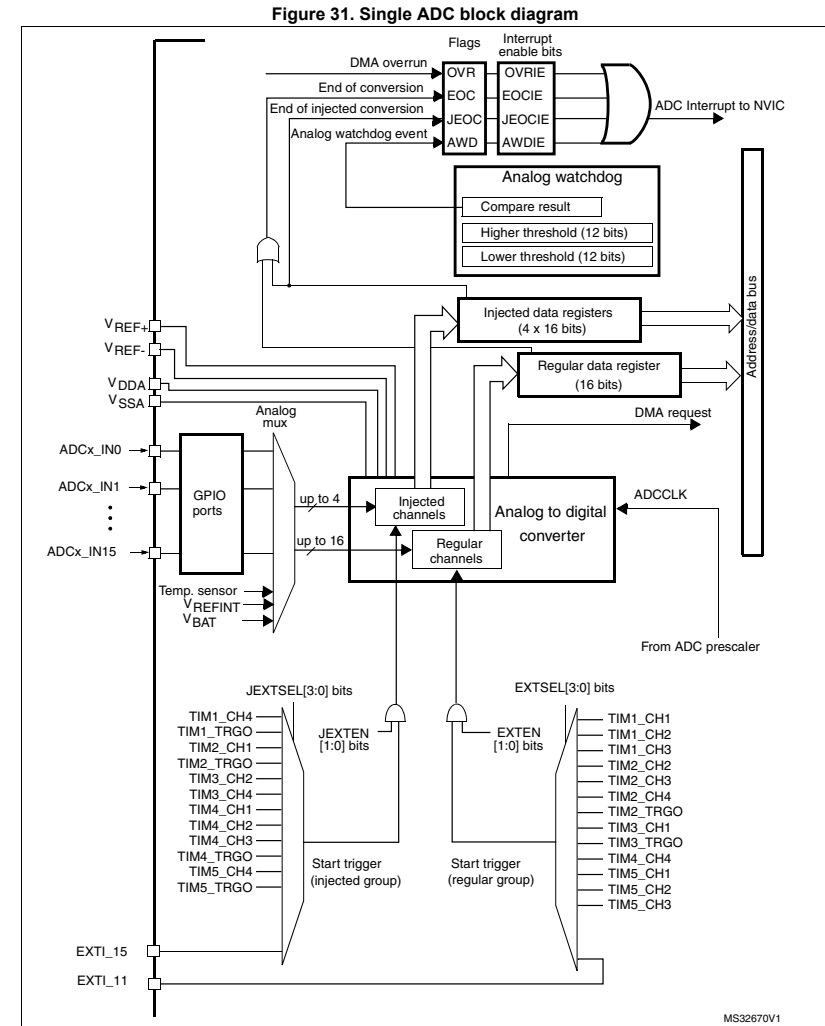 Figure 31. Single ADC block diagram
Flags
Interrupt
enable bits
DMA overrun
End of conversion
End of injected conversion
Analog watchdog event
OVR
EOC
JEOC
AWD
OVRIE
EOCIE
JEOCIE
AWDIE
ADC Interrupt to NVIC
Analog watchdog
Compare result
Higher threshold (12 bits)
Lower threshold (12 bits)
Address/data bus
Injected data registers
(4 x 16 bits)
Regular data register
(16 bits)
VREF+
VREF-
VDDA
VSSA
Analog
mux
DMA request
ADCx_IN0
ADCx_IN1
ADCx_IN15
GPIO
ports
up to 4
up to 16
Injected
channels
Regular
channels
Analog to digital
converter
ADCCLK
Temp. sensor
VREFINT
VBAT
From ADC prescaler
JEXTSEL[3:0] bits
EXTSEL[3:0] bits
TIM1_CH4
TIM1_TRGO
TIM2_CH1
TIM2_TRGO
TIM3_CH2
TIM3_CH4
TIM4_CH1
TIM4_CH2
TIM4_CH3
TIM4_TRGO
TIM5_CH4
TIM5_TRGO
JEXTEN
[1:0] bits
EXTEN
[1:0] bits
TIM1_CH1
TIM1_CH2
TIM1_CH3
TIM2_CH2
TIM2_CH3
TIM2_CH4
TIM2_TRGO
TIM3_CH1
TIM3_TRGO
TIM4_CH4
TIM5_CH1
TIM5_CH2
TIM5_CH3
Start trigger
(injected group)
Start trigger
(regular group)
EXTI_15
EXTI_11
MS32670V1